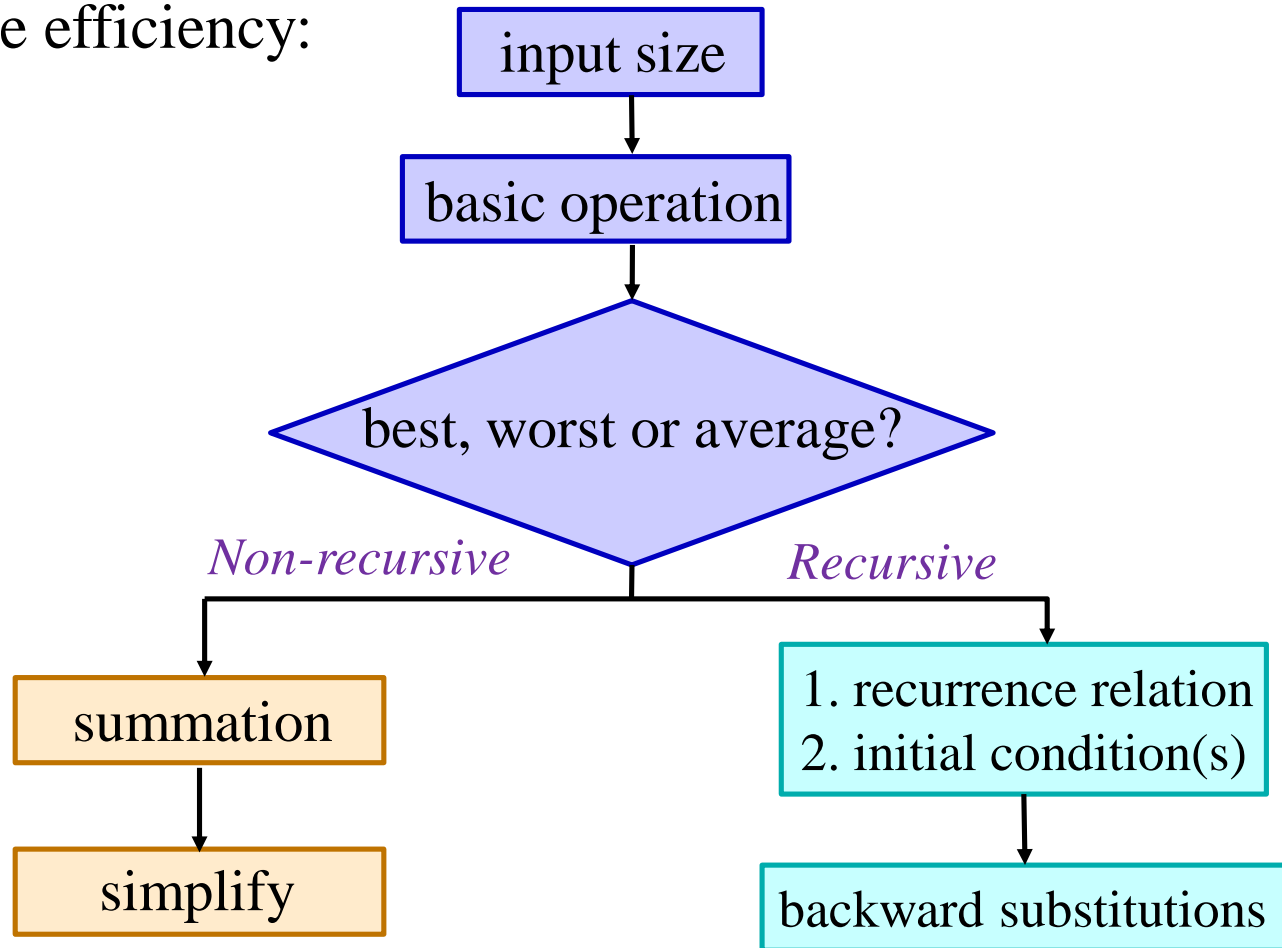 e efficiency:
input size
basic operation
best, worst or average?
Non-recursive
Recursive
summation
1. recurrence relation
2. initial condition(s)
simplify
backward substitutions